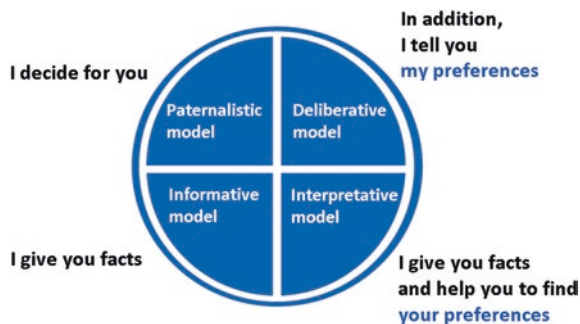 I decide for you
In addition,
I tell you
my preferences
Paternalistic
model
Deliberative
model
Informative
model
Interpretative
model
I give you facts
I give you facts
and help you to find
your preferences